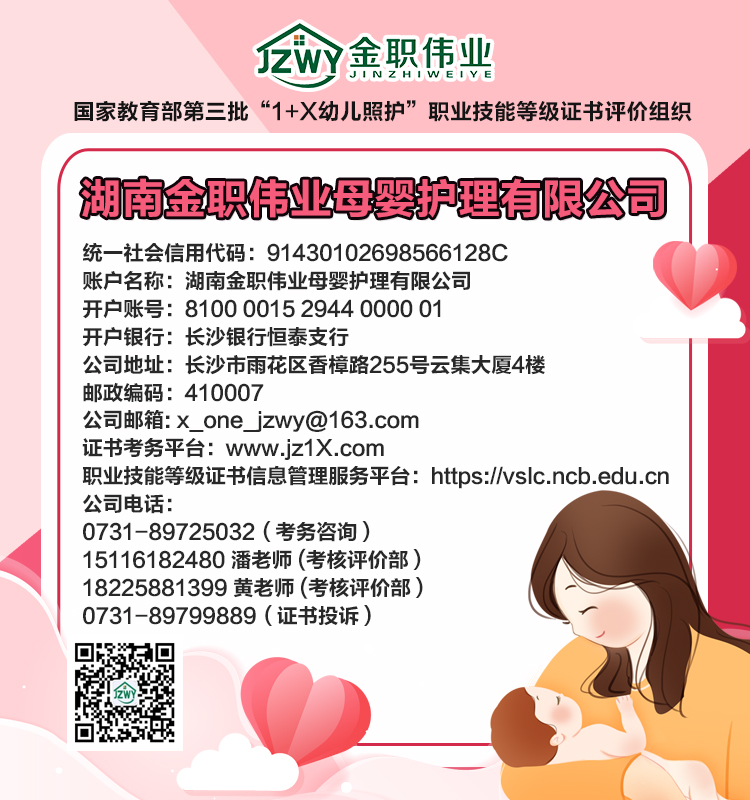 JZWY 金职伟业
JINZHIWEIYE
国家教育部第三批“1+X幼儿照护”职业技能等级证书评价组织
湖南金职伟业母婴护理有限公司
统一社会信用代码：91430102698566128C
账户名称：湖南金职伟业母婴护理有限公司
开户账号：8100 0015 2944 0000 01
开户银行：长沙银行恒泰支行
公司地址：长沙市雨花区香樟路255号云集大厦4楼
邮政编码：410007
公司邮箱: x_one_jzwy@163.com
证书考务平台：www.jz1X.com
职业技能等级证书信息管理服务平台：https://vslc.ncb.edu.cn
公司电话：
0731-89725032（考务咨询）
15116182480 潘老师（考核评价部）
18225881399 黄老师（考核评价部）
0731-89799889（证书投诉）
JZWY